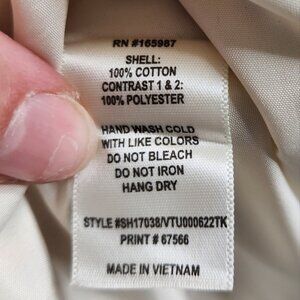 RN #165987
SHELL:
100% COTTON
CONTRAST 1 & 2:
100% POLYESTER
HAND WASH COLD
WITH LIKE COLORS
DO NOT BLEACH
DO NOT IRON
HANG DRY
STYLE #SH17038/VTU000622TK
PRINT # 67566
MADE IN VIETNAM